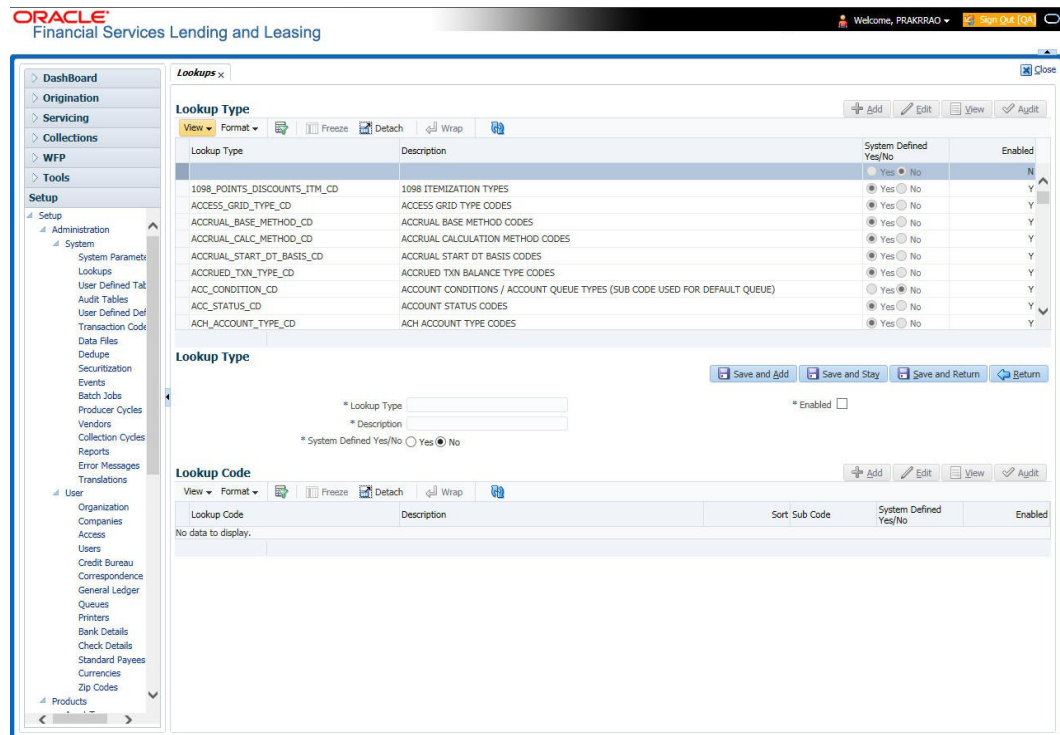 ORACLE
Financial Services Lending and Leasing
Welcome, PRAKRRAO
Sign Out [QA]
DashBoard
Origination
Servicing
Collections
WFP
Tools
Setup
Setup
Administration
System
System Paramete
Lookups
User Defined Tab
Audit Tables
User Defined Def
Transaction Code
Data Files
Dedupe
Securitization
Events
Batch Jobs
Producer Cycles
Vendors
Collection Cycles
Reports
Error Messages
Translations
User
Organization
Companies
Access
Users
Credit Bureau
Correspondence
General Ledger
Queues
Printers
Bank Details
Check Details
Standard Payees
Currencies
Zip Codes
Products
Lookups
Close
Lookup Type
Add Edit View Audit
View Format Freeze Detach Wrap
Lookup Type Description System Defined Yes/No Enabled
Yes No N
1098_POINTS_DISCOUNTS_ITM_CD 1098 ITEMIZATION TYPES Yes No Y
ACCESS_GRID_TYPE_CD ACCESS GRID TYPE CODES Yes No Y
ACCRUAL_BASE_METHOD_CD ACCRUAL BASE METHOD CODES Yes No Y
ACCRUAL_CALC_METHOD_CD ACCRUAL CALCULATION METHOD CODES Yes No Y
ACCRUAL_START_DT_BASIS_CD ACCRUAL START DT BASIS CODES Yes No Y
ACCRUED_TXN_TYPE_CD ACCRUED TXN BALANCE TYPE CODES Yes No Y
ACC_CONDITION_CD ACCOUNT CONDITIONS / ACCOUNT QUEUE TYPES (SUB CODE USED FOR DEFAULT QUEUE) Yes No Y
ACC_STATUS_CD ACCOUNT STATUS CODES Yes No Y
ACH_ACCOUNT_TYPE_CD ACH ACCOUNT TYPE CODES Yes No Y
Lookup Type
Save and Add Save and Stay Save and Return Return
* Lookup Type
* Enabled
* Description
* System Defined Yes/No Yes No
Lookup Code
Add Edit View Audit
View Format Freeze Detach Wrap
Lookup Code Description Sort Sub Code System Defined Yes/No Enabled
No data to display.